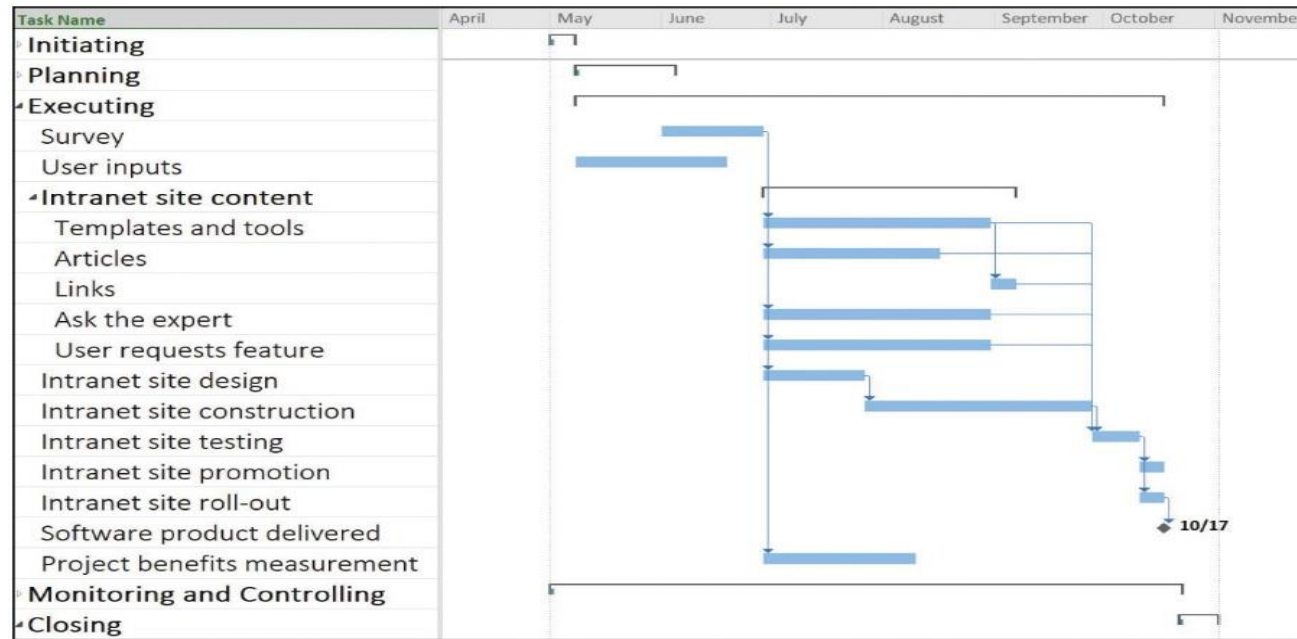 Task Name April May June July August September October November
Initiating
Planning
Executing
Survey
User inputs
Intranet site content
Templates and tools
Articles
Links
Ask the expert
User requests feature
Intranet site design
Intranet site construction
Intranet site testing
Intranet site promotion
Intranet site roll-out
Software product delivered 10/17
Project benefits measurement
Monitoring and Controlling
Closing